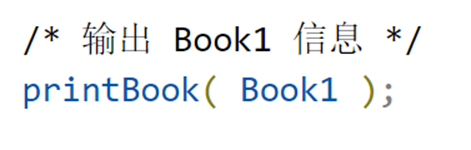 /* 输出 Book1 信息 */
printBook( Book1 );